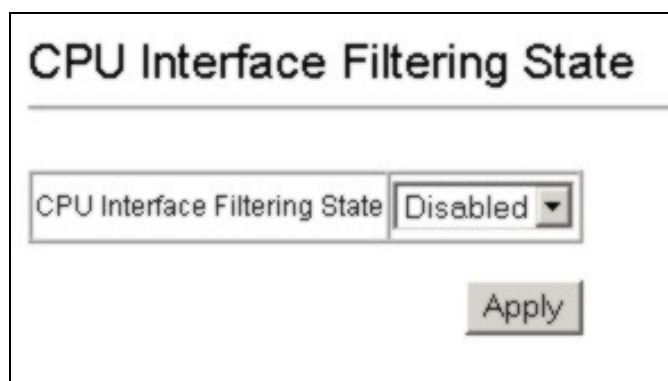 CPU Interface Filtering State
CPU Interface Filtering State Disabled
Apply